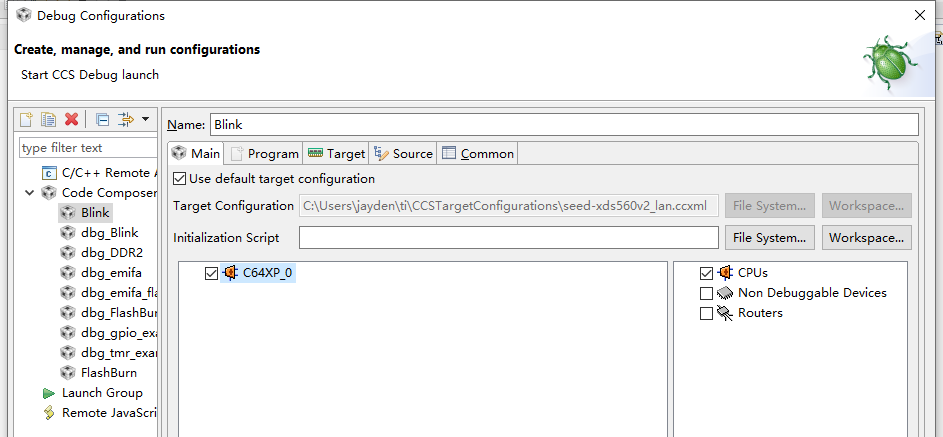 Debug Configurations
Create, manage, and run configurations
Start CCS Debug launch
type filter text
C/C++ Remote A
Code Composer
Blink
dbg_Blink
dbg_DDR2
dbg_emifa
dbg_emifa_fla
dbg_FlashBurn
dbg_gpio_exa
dbg_tmr_exam
FlashBurn
Launch Group
Remote JavaScri
Name: Blink
Main Program Target Source Common
Use default target configuration
Target Configuration C:\Users\jayden\ti\CCSTargetConfigurations\seed-xds560v2_lan.ccxml File System... Workspace...
Initialization Script File System... Workspace...
C64XP_0
CPUs
Non Debuggable Devices
Routers